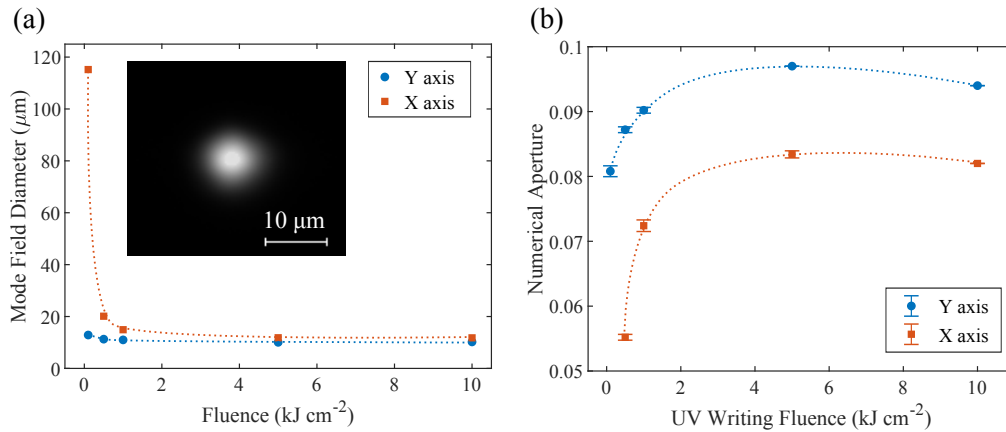 (a)
120
100
80
60
40
20
0
Mode Field Diameter (μm)
Y axis
X axis
10 μm
0 2 4 6 8 10
Fluence (kJ cm⁻²)
(b)
0.1
0.09
0.08
0.07
0.06
0.05
Numerical Aperture
Y axis
X axis
0 2 4 6 8 10
UV Writing Fluence (kJ cm⁻²)